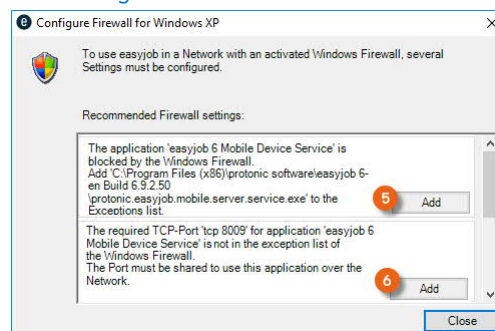 e Configure Firewall for Windows XP
To use easyjob in a Network with an activated Windows Firewall, several
Settings must be configured.
Recommended Firewall settings:
The application 'easyjob 6 Mobile Device Service' is
blocked by the Windows Firewall.
Add 'C:\Program Files (x86)\protonic software\easyjob 6-
en Build 6.9.2.50
\protonic.easyjob.mobile.server.service.exe' to the
Exceptions list.
5 Add
The required TCP-Port 'tcp 8009' for application 'easyjob 6
Mobile Device Service' is not in the exception list of
the Windows Firewall.
The Port must be shared to use this application over the
Network.
6 Add
Close